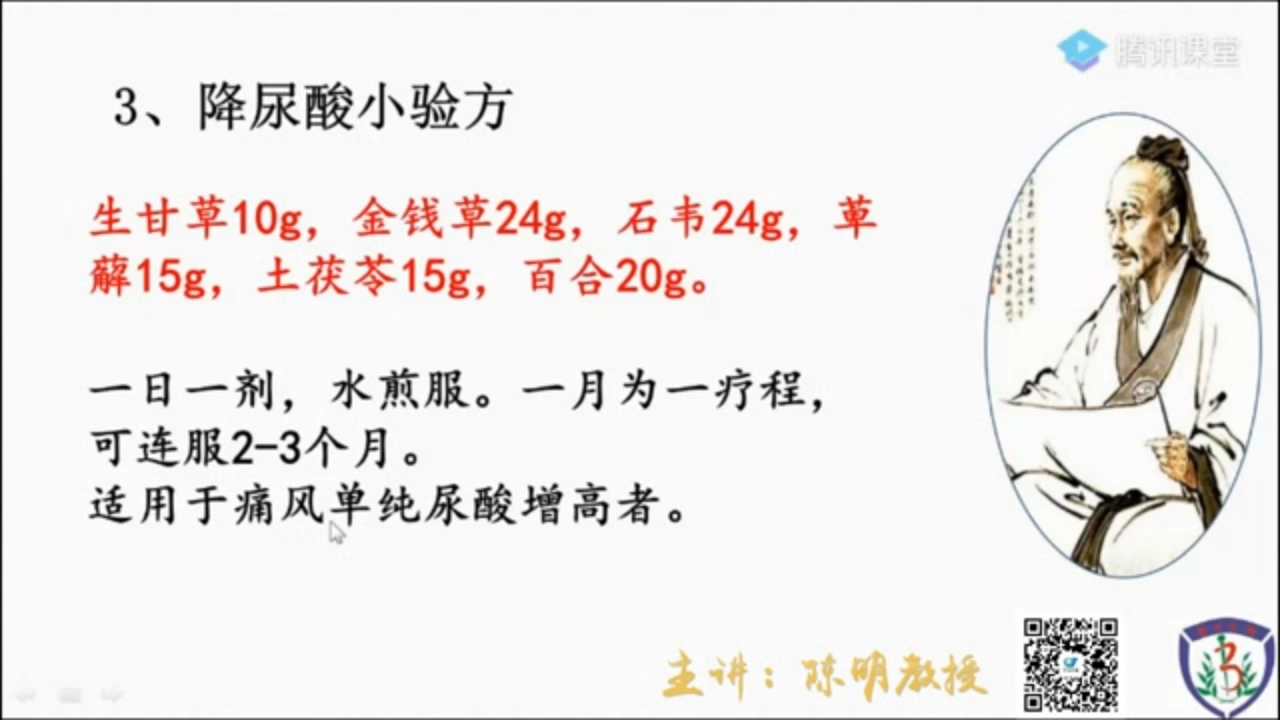 腾讯课堂
3、降尿酸小验方
生甘草10g，金钱草24g，石韦24g，萆
薢15g，土茯苓15g，百合20g。
一日一剂，水煎服。一月为一疗程，
可连服2-3个月。
适用于痛风单纯尿酸增高者。
主讲：陈明教授